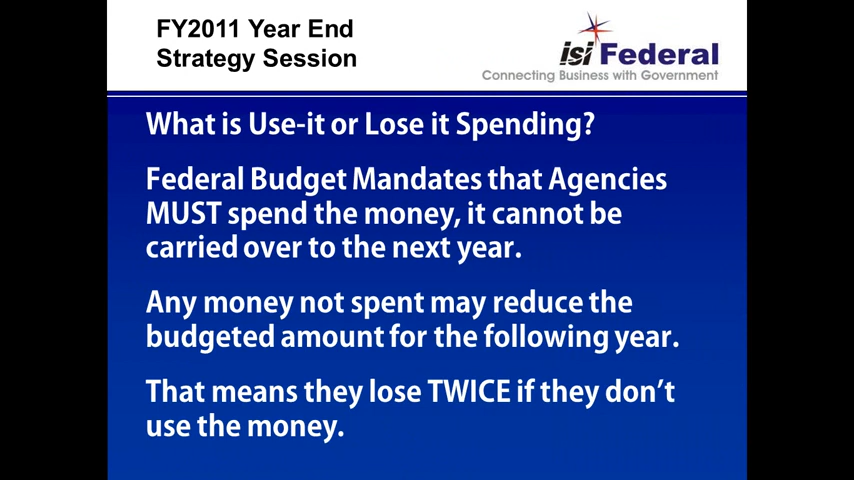 FY2011 Year End
Strategy Session
isi Federal
Connecting Business with Government
What is Use-it or Lose it Spending?
Federal Budget Mandates that Agencies
MUST spend the money, it cannot be
carried over to the next year.
Any money not spent may reduce the
budgeted amount for the following year.
That means they lose TWICE if they don’t
use the money.